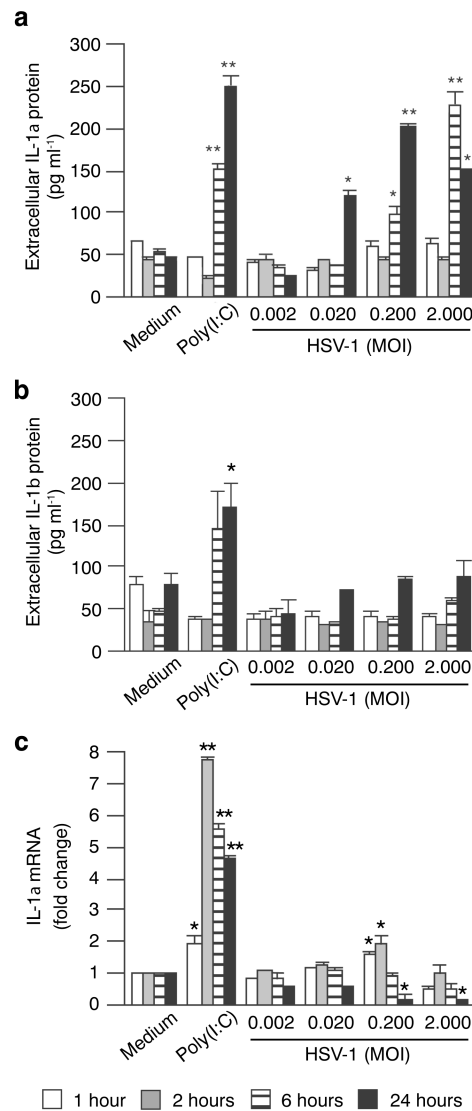 a
Extracellular IL-1a protein
(pg ml-1)
300
250
200
150
100
50
0
**
**
*
*
**
**
*
Medium
Poly(I:C)
0.002 0.020 0.200 2.000
HSV-1 (MOI)
b
Extracellular IL-1b protein
(pg ml-1)
300
250
200
150
100
50
0
*
Medium
Poly(I:C)
0.002 0.020 0.200 2.000
HSV-1 (MOI)
c
IL-1a mRNA
(fold change)
8
7
6
5
4
3
2
1
0
*
**
**
**
*
*
*
*
Medium
Poly(I:C)
0.002 0.020 0.200 2.000
HSV-1 (MOI)
1 hour 2 hours 6 hours 24 hours